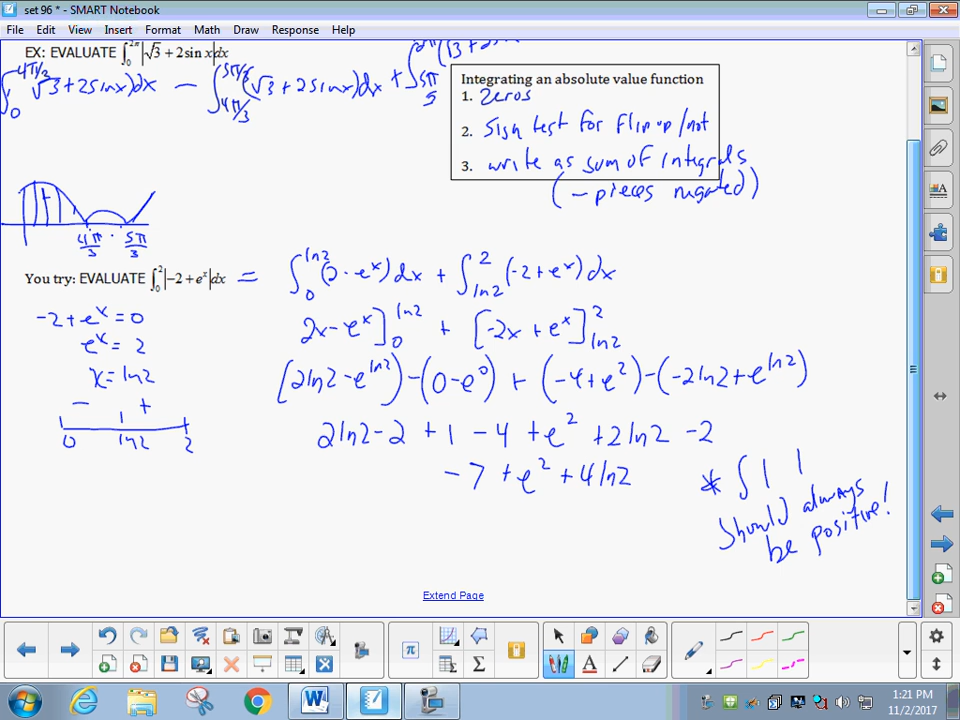 set 96 * - SMART Notebook
File Edit View Insert Format Tools Math Draw Response Help
EX: EVALUATE ∫₀^{2π} |√3 + 2sin x|dx
∫₀^{4π/3} √3+2sinx)dx − ∫_{4π/3}^{5π/3} (√3+2sinx)dx + ∫_{5π/3} (√3+2sin
Integrating an absolute value function
1. Zeros
2. Sign test for flip up/not
3. write as sum of integrals
(− pieces negated)
4π/3 5π/3
You try: EVALUATE ∫₀² |−2 + eˣ|dx = ∫₀^{ln2} (2-eˣ)dx + ∫_{ln2}^2 (-2+eˣ)dx
-2+eˣ=0
eˣ=2
x=ln2
− +
0 ln2 2
2x-eˣ]₀^{ln2} + [-2x+eˣ]_{ln2}^2
[2ln2-e^{ln2})-(0-e⁰) + (-4+e²)-(-2ln2+e^{ln2})
2ln2-2 +1 -4 +e² +2ln2 -2
-7 +e² +4ln2
* ∫| |
should always
be positive!
Extend Page
1:21 PM
11/2/2017